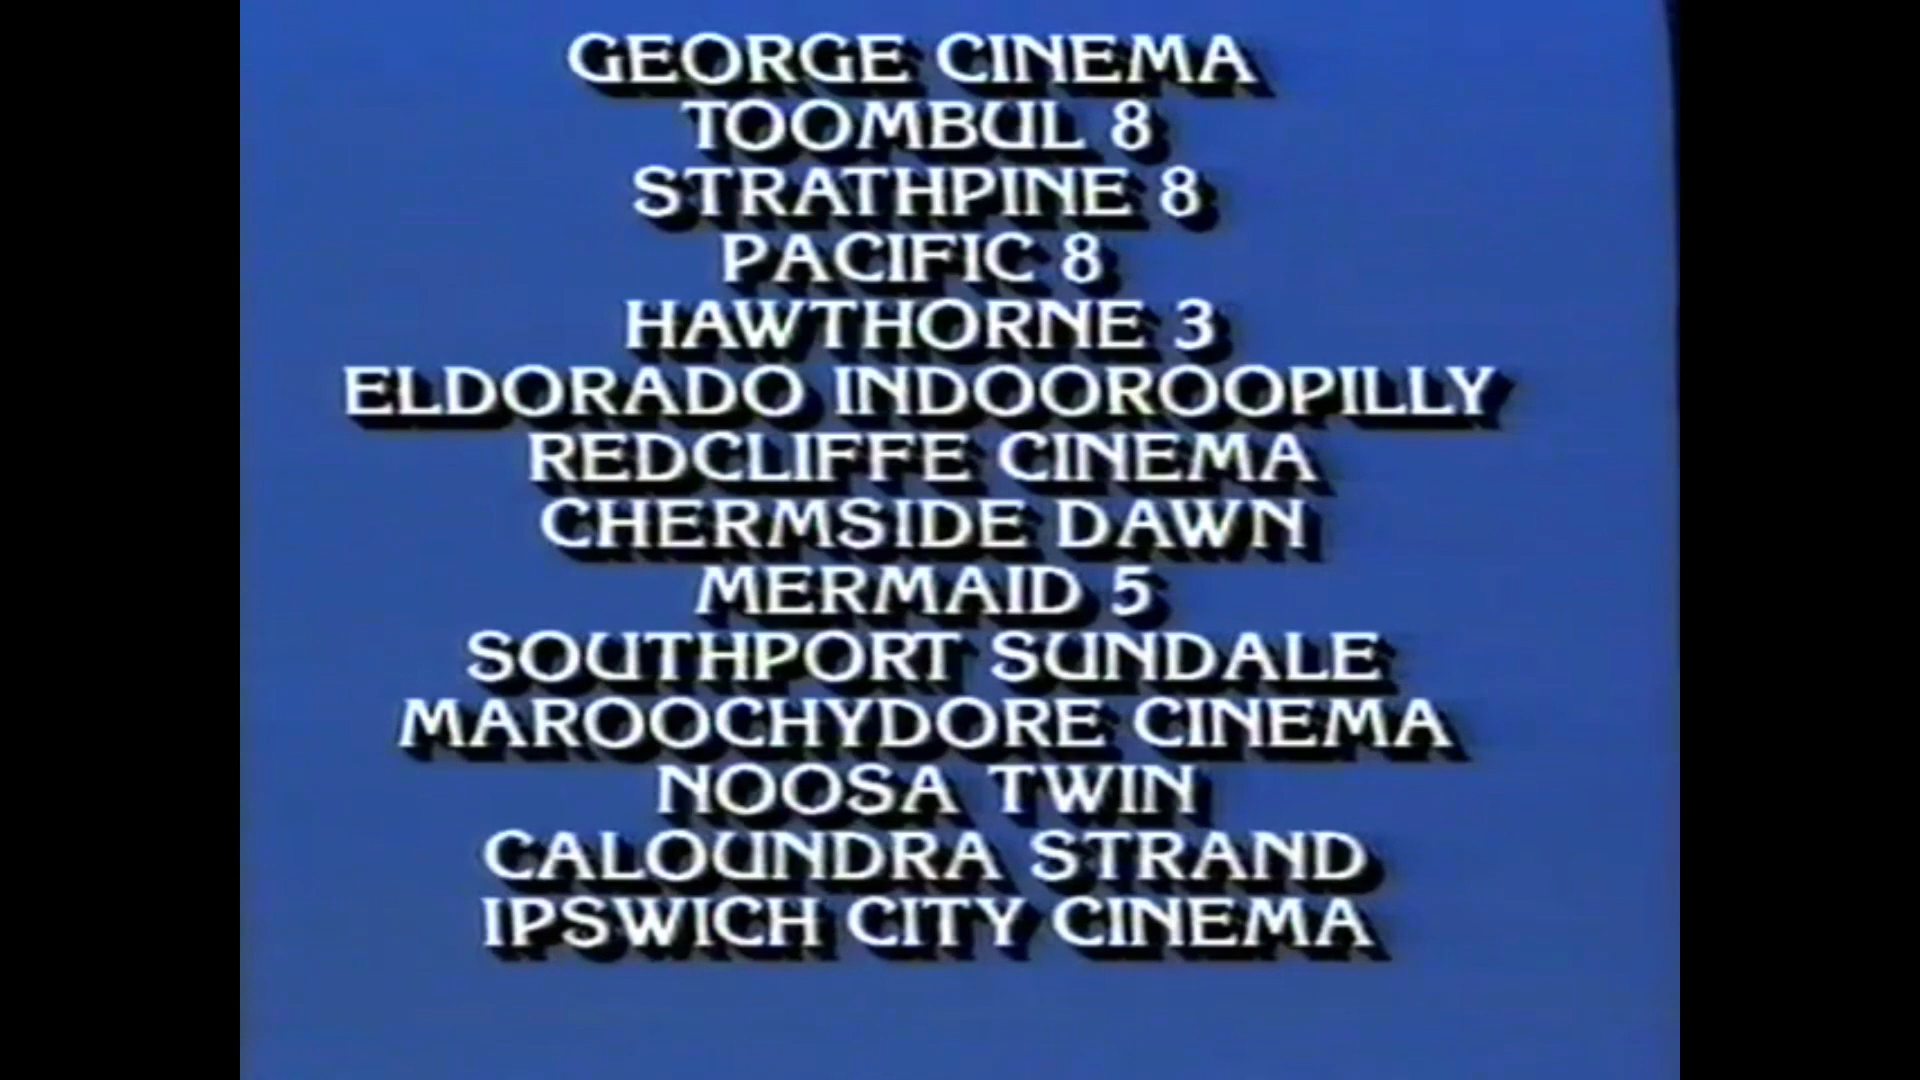 GEORGE CINEMA
TOOMBUL 8
STRATHPINE 8
PACIFIC 8
HAWTHORNE 3
ELDORADO INDOOROOPILLY
REDCLIFFE CINEMA
CHERMSIDE DAWN
MERMAID 5
SOUTHPORT SUNDALE
MAROOCHYDORE CINEMA
NOOSA TWIN
CALOUNDRA STRAND
IPSWICH CITY CINEMA